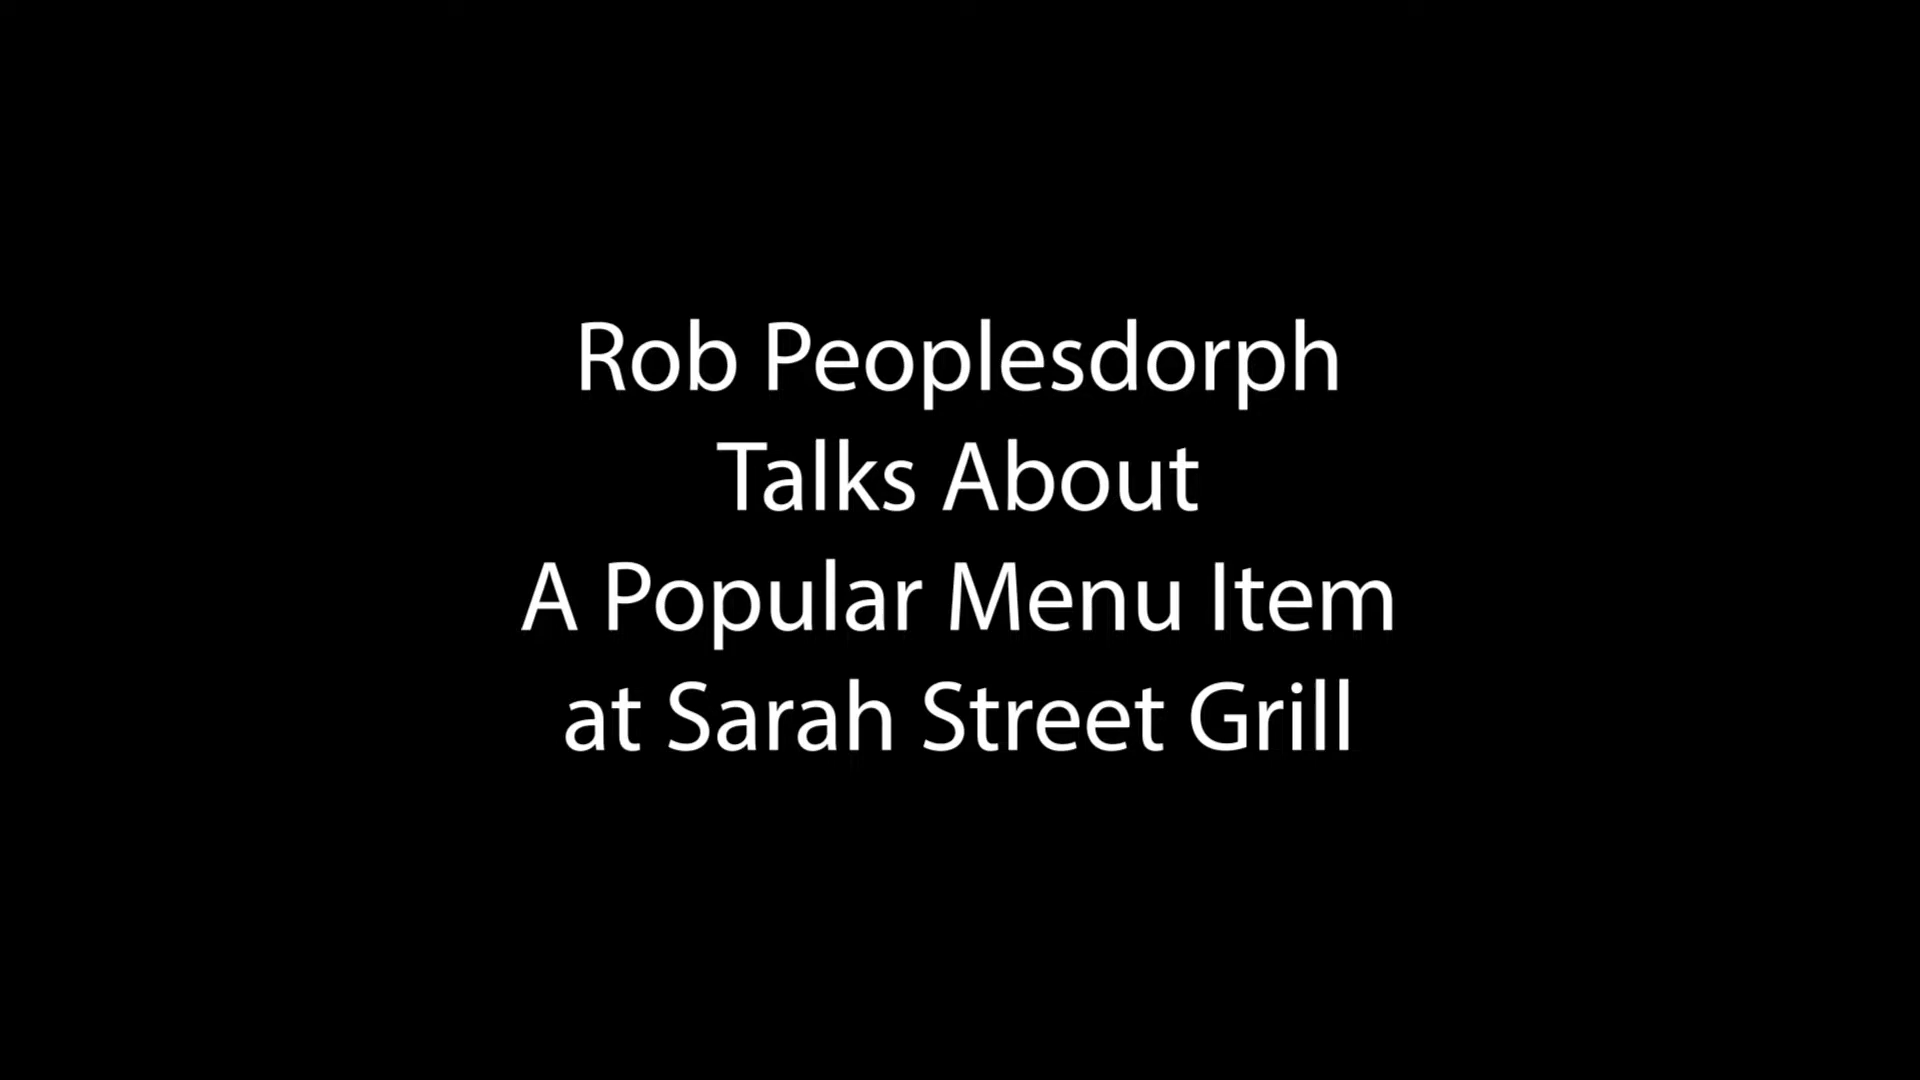 Rob Peoplesdorph
Talks About
A Popular Menu Item
at Sarah Street Grill